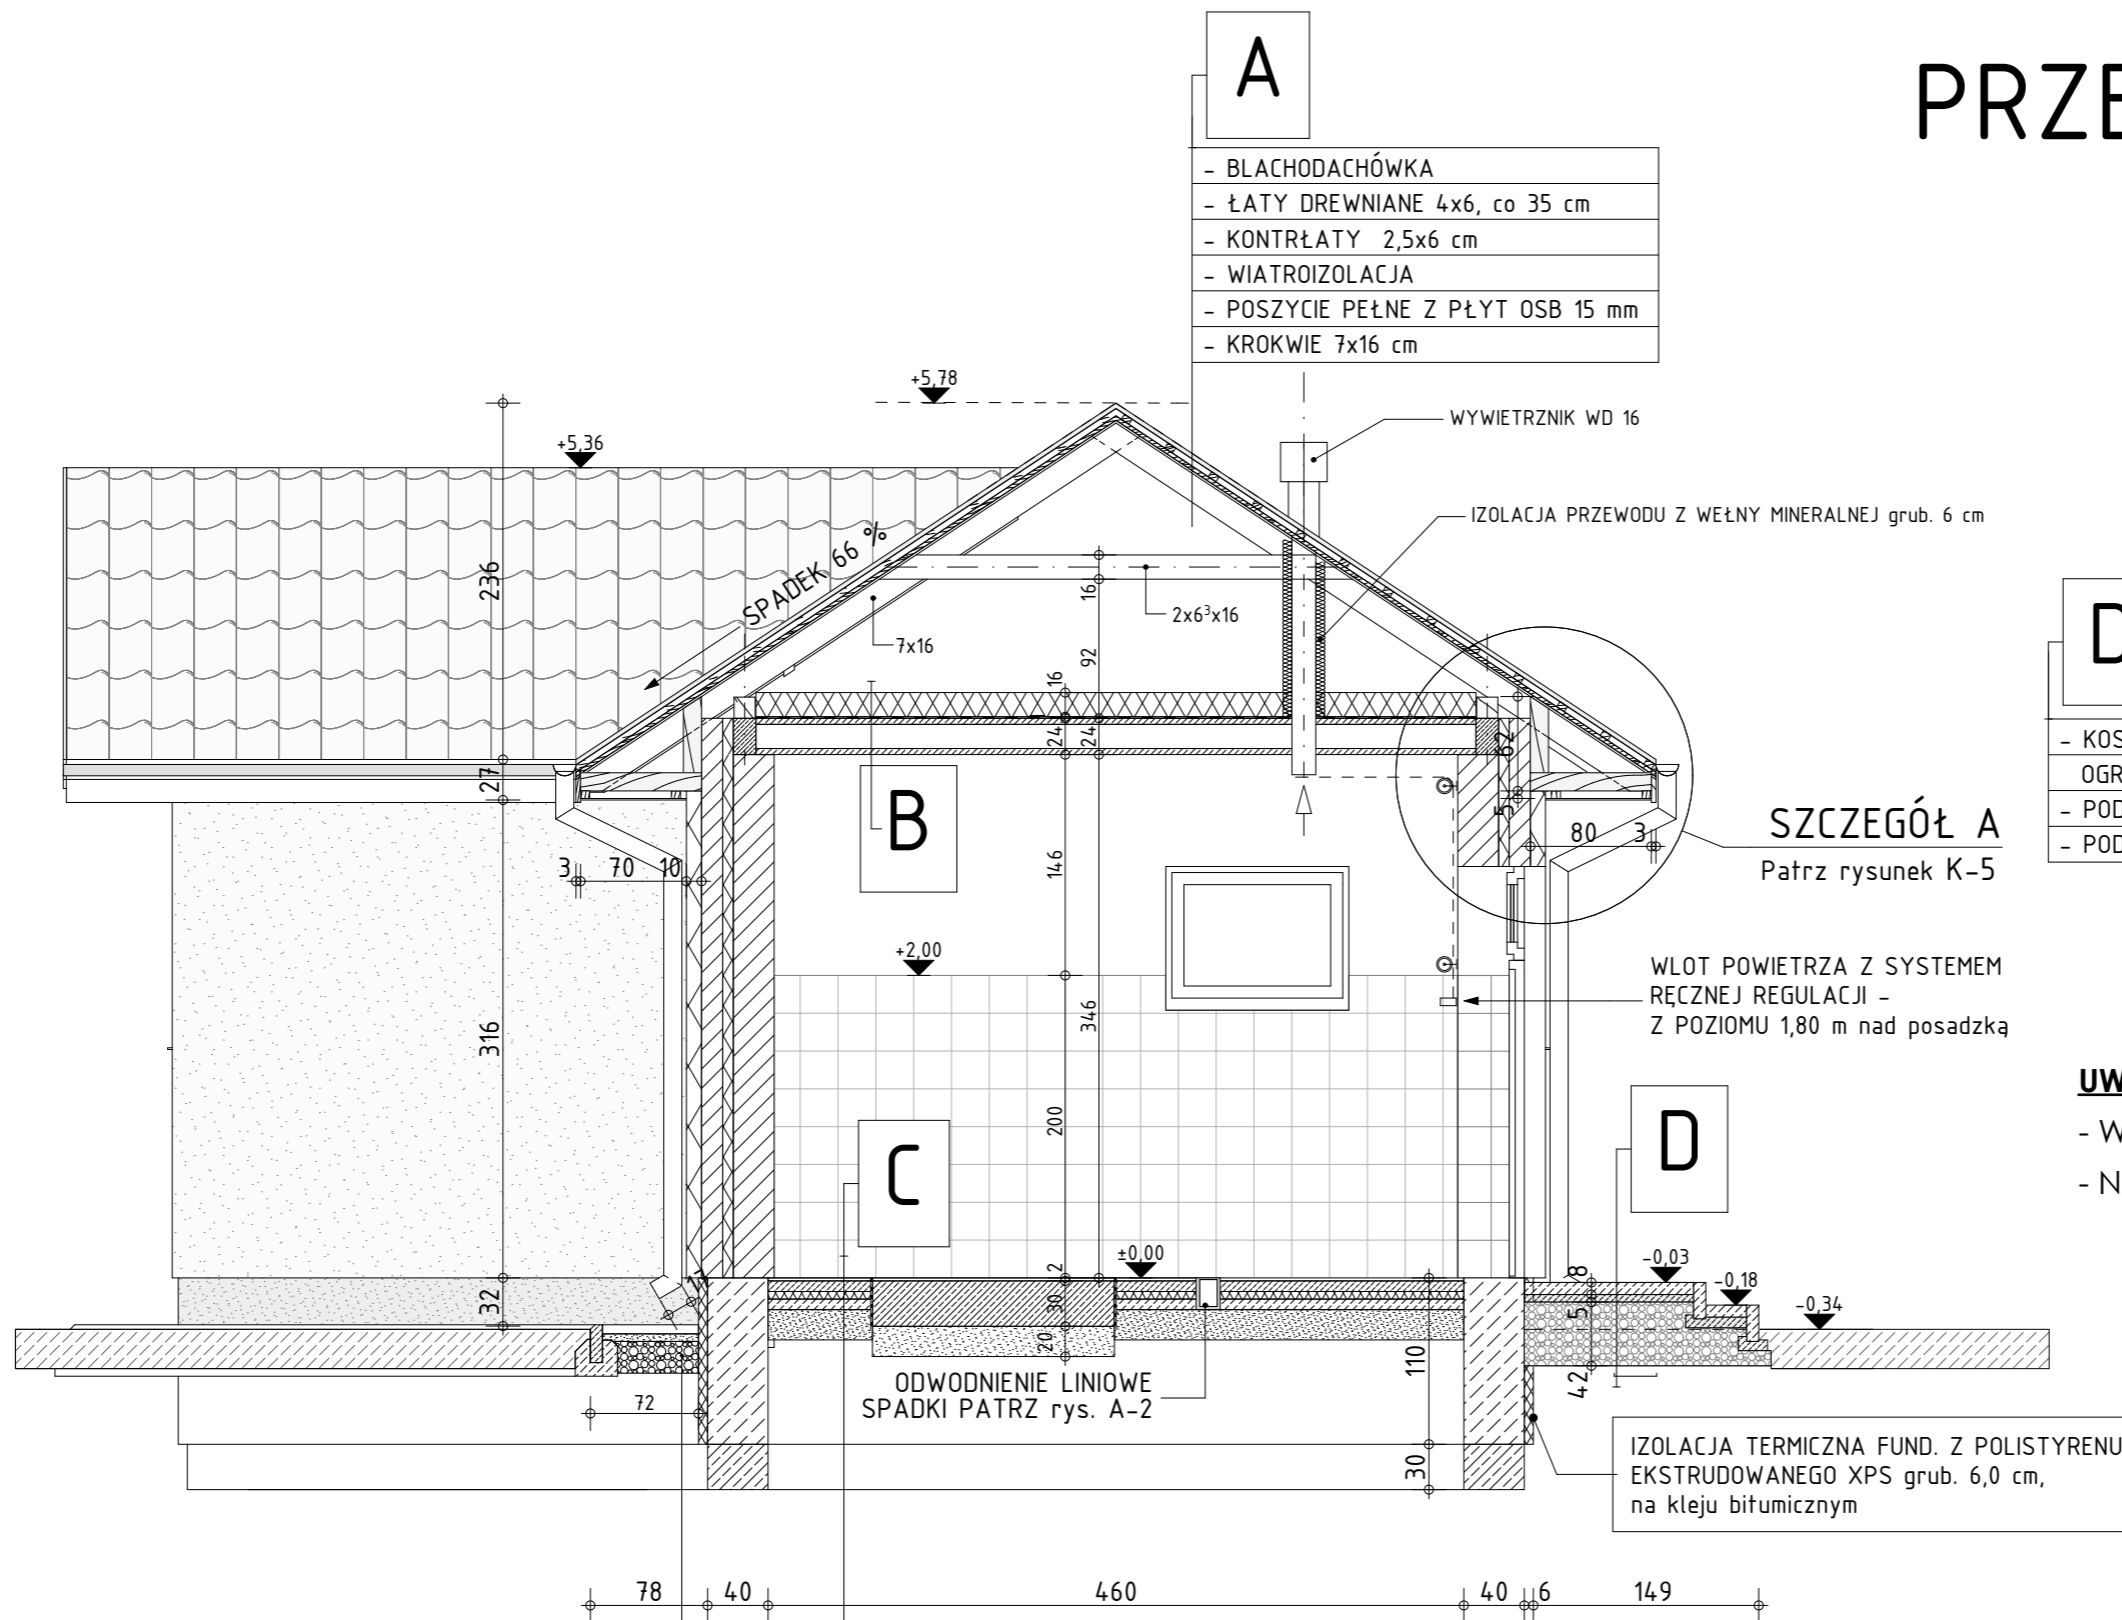 A
PRZE
- BLACHODACHÓWKA
- ŁATY DREWNIANE 4x6, co 35 cm
- KONTRŁATY 2,5x6 cm
- WIATROIZOLACJA
- POSZYCIE PEŁNE Z PŁYT OSB 15 mm
- KROKWIE 7x16 cm
+5,78
WYWIETRZNIK WD 16
+5,36
IZOLACJA PRZEWODU Z WEŁNY MINERALNEJ grub. 6 cm
SPADEK 66 %
236
16
2x6³x16
7x16
92
16
D
- KOS
OGR
- POD
- POD
24
24
62
27
5
B
SZCZEGÓŁ A
Patrz rysunek K-5
80 3
3 70 10
146
+2,00
WLOT POWIETRZA Z SYSTEMEM
RĘCZNEJ REGULACJI -
Z POZIOMU 1,80 m nad posadzką
346
316
UW
- W
- N
200
C
D
±0,00
2
-0,03
8
-0,18
-0,34
32
30
5
20
110
42
ODWODNIENIE LINIOWE
SPADKI PATRZ rys. A-2
72
30
IZOLACJA TERMICZNA FUND. Z POLISTYRENU
EKSTRUDOWANEGO XPS grub. 6,0 cm,
na kleju bitumicznym
78 40 460 40 6 149